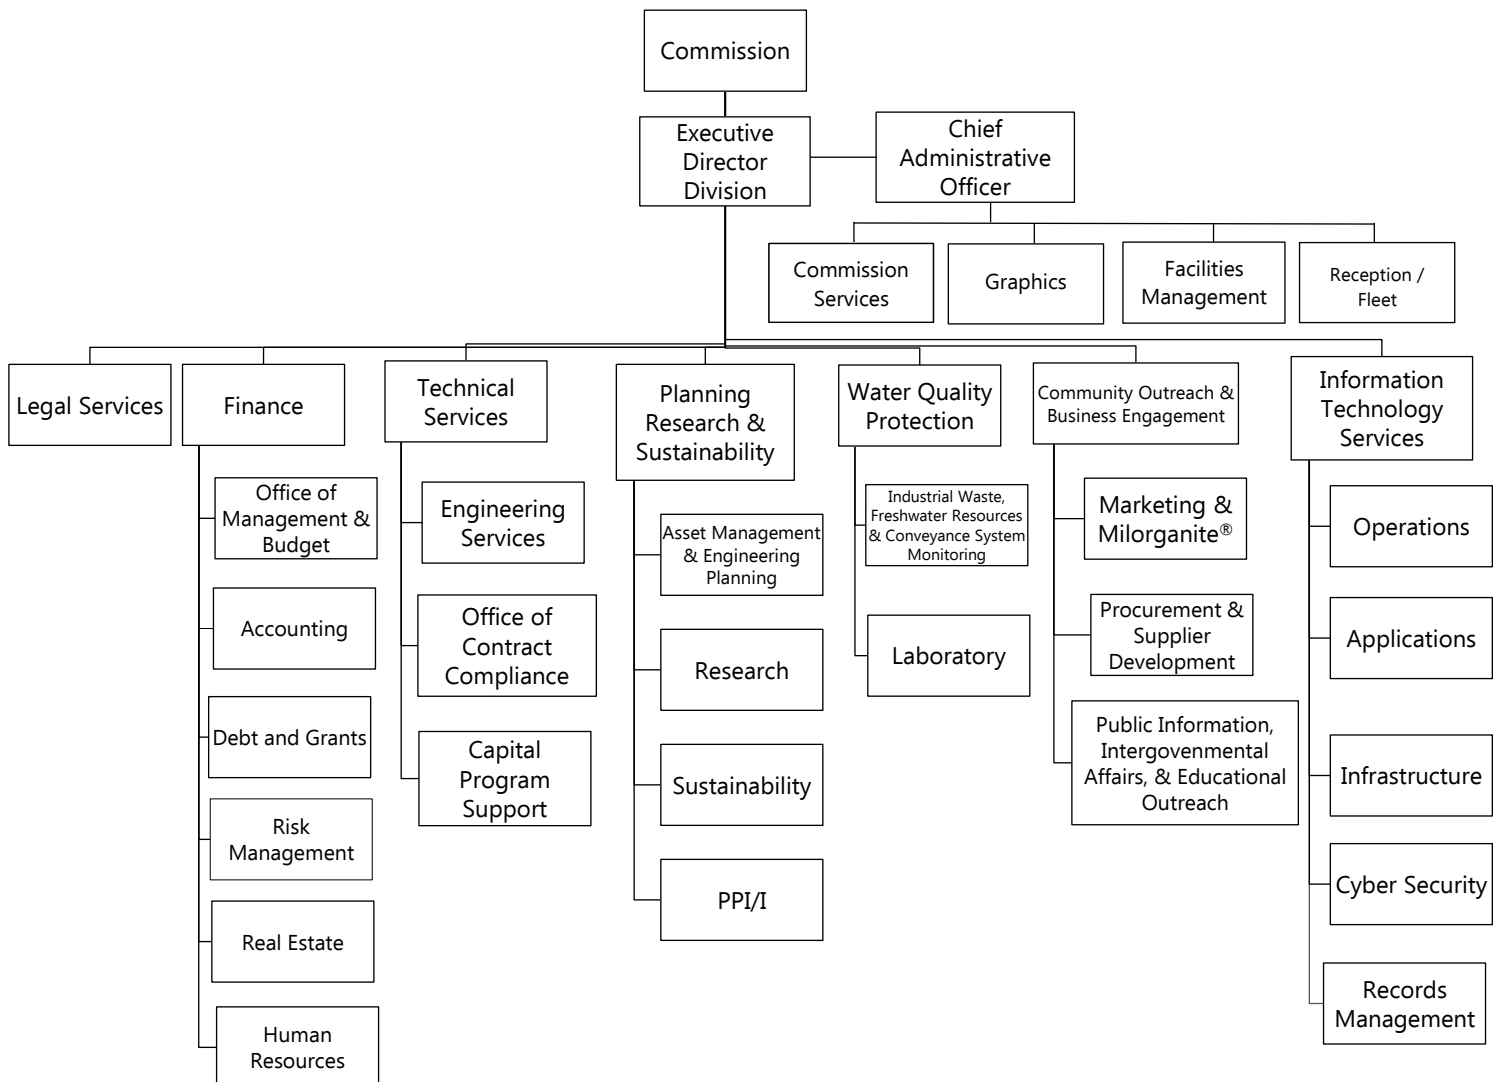 Commission
Executive
Director
Division
Chief
Administrative
Officer
Commission
Services
Graphics
Facilities
Management
Reception /
Fleet
Legal Services
Finance
Technical
Services
Planning
Research &
Sustainability
Water Quality
Protection
Community Outreach &
Business Engagement
Information
Technology
Services
Office of
Management &
Budget
Accounting
Debt and Grants
Risk
Management
Real Estate
Human
Resources
Engineering
Services
Office of
Contract
Compliance
Capital
Program
Support
Asset Management
& Engineering
Planning
Research
Sustainability
PPI/I
Industrial Waste,
Freshwater Resources
& Conveyance System
Monitoring
Laboratory
Marketing &
Milorganite®
Procurement &
Supplier
Development
Public Information,
Intergovenmental
Affairs, & Educational
Outreach
Operations
Applications
Infrastructure
Cyber Security
Records
Management